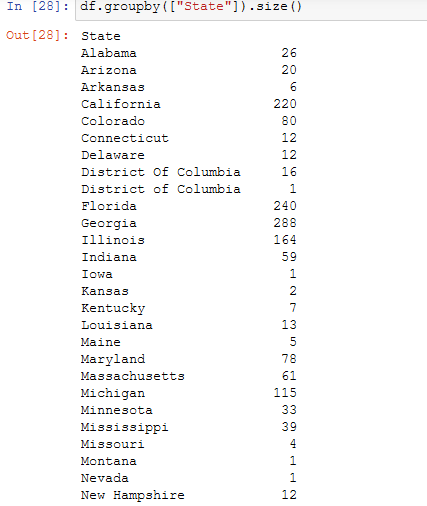 In [28]: df.groupby(["State"]).size()
Out[28]: State
Alabama 26
Arizona 20
Arkansas 6
California 220
Colorado 80
Connecticut 12
Delaware 12
District Of Columbia 16
District of Columbia 1
Florida 240
Georgia 288
Illinois 164
Indiana 59
Iowa 1
Kansas 2
Kentucky 7
Louisiana 13
Maine 5
Maryland 78
Massachusetts 61
Michigan 115
Minnesota 33
Mississippi 39
Missouri 4
Montana 1
Nevada 1
New Hampshire 12